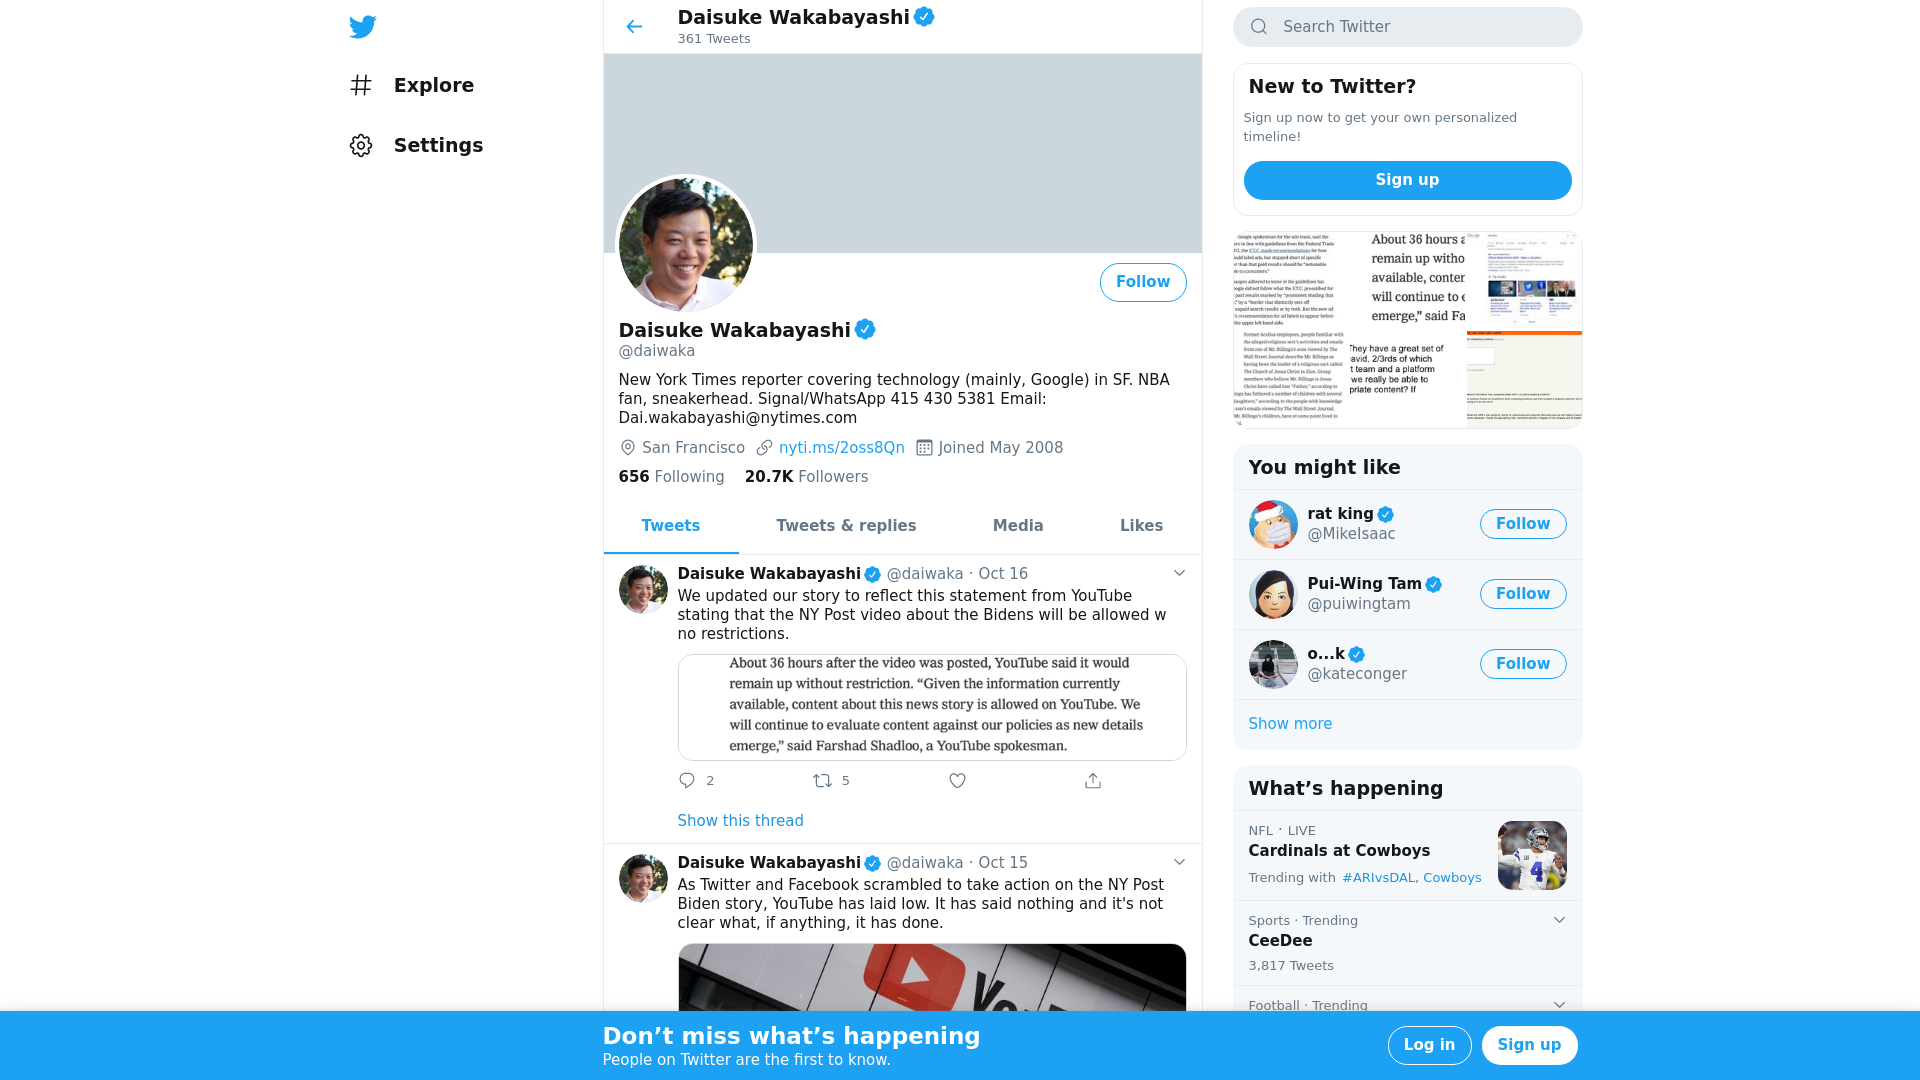 Explore
Settings
Daisuke Wakabayashi
361 Tweets
Follow
Daisuke Wakabayashi
@daiwaka
New York Times reporter covering technology (mainly, Google) in SF. NBA
fan, sneakerhead. Signal/WhatsApp 415 430 5381 Email:
Dai.wakabayashi@nytimes.com
San Francisco nyti.ms/2oss8Qn Joined May 2008
656 Following 20.7K Followers
Tweets Tweets & replies Media Likes
Daisuke Wakabayashi @daiwaka · Oct 16
We updated our story to reflect this statement from YouTube
stating that the NY Post video about the Bidens will be allowed w
no restrictions.
About 36 hours after the video was posted, YouTube said it would
remain up without restriction. “Given the information currently
available, content about this news story is allowed on YouTube. We
will continue to evaluate content against our policies as new details
emerge,” said Farshad Shadloo, a YouTube spokesman.
2 5
Show this thread
Daisuke Wakabayashi @daiwaka · Oct 15
As Twitter and Facebook scrambled to take action on the NY Post
Biden story, YouTube has laid low. It has said nothing and it's not
clear what, if anything, it has done.
Search Twitter
New to Twitter?
Sign up now to get your own personalized
timeline!
Sign up
About 36 hours a
remain up witho
available, conten
will continue to e
emerge,” said Fa
They have a great set of
avid, 2/3rds of which
t team and a platform
we really be able to
priate content? If
You might like
rat king
@MikeIsaac
Follow
Pui-Wing Tam
@puiwingtam
Follow
o...k
@kateconger
Follow
Show more
What’s happening
NFL · LIVE
Cardinals at Cowboys
Trending with #ARIvsDAL, Cowboys
Sports · Trending
CeeDee
3,817 Tweets
Football · Trending
Don’t miss what’s happening
People on Twitter are the first to know.
Log in
Sign up